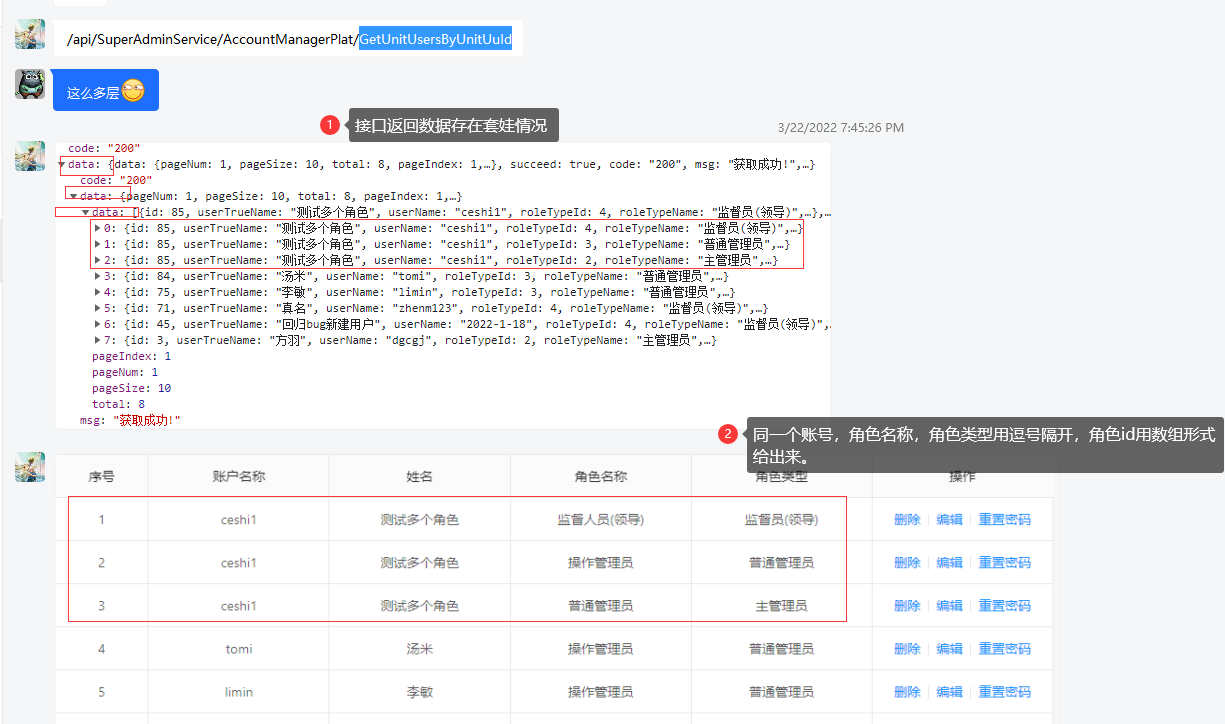 /api/SuperAdminService/AccountManagerPlat/GetUnitUsersByUnitUuId
这么多层
1 接口返回数据存在套娃情况
3/22/2022 7:45:26 PM
code: "200"
▼data: {data: {pageNum: 1, pageSize: 10, total: 8, pageIndex: 1,…}, succeed: true, code: "200", msg: "获取成功!",…}
code: "200"
▼data: {pageNum: 1, pageSize: 10, total: 8, pageIndex: 1,…}
▼data: [{id: 85, userTrueName: "测试多个角色", userName: "ceshi1", roleTypeId: 4, roleTypeName: "监督员(领导)",…},…
▶0: {id: 85, userTrueName: "测试多个角色", userName: "ceshi1", roleTypeId: 4, roleTypeName: "监督员(领导)",…}
▶1: {id: 85, userTrueName: "测试多个角色", userName: "ceshi1", roleTypeId: 3, roleTypeName: "普通管理员",…}
▶2: {id: 85, userTrueName: "测试多个角色", userName: "ceshi1", roleTypeId: 2, roleTypeName: "主管理员",…}
▶3: {id: 84, userTrueName: "汤米", userName: "tomi", roleTypeId: 3, roleTypeName: "普通管理员",…}
▶4: {id: 75, userTrueName: "李敏", userName: "limin", roleTypeId: 3, roleTypeName: "普通管理员",…}
▶5: {id: 71, userTrueName: "真名", userName: "zhenm123", roleTypeId: 4, roleTypeName: "监督员(领导)",…}
▶6: {id: 45, userTrueName: "回归bug新建用户", userName: "2022-1-18", roleTypeId: 4, roleTypeName: "监督员(领导)",…
▶7: {id: 3, userTrueName: "方羽", userName: "dgcgj", roleTypeId: 2, roleTypeName: "主管理员",…}
pageIndex: 1
pageNum: 1
pageSize: 10
total: 8
msg: "获取成功!"
2 同一个账号，角色名称，角色类型用逗号隔开，角色id用数组形式
给出来。
序号 账户名称 姓名 角色名称 角色类型 操作
1 ceshi1 测试多个角色 监督人员(领导) 监督员(领导) 删除 编辑 重置密码
2 ceshi1 测试多个角色 操作管理员 普通管理员 删除 编辑 重置密码
3 ceshi1 测试多个角色 普通管理员 主管理员 删除 编辑 重置密码
4 tomi 汤米 操作管理员 普通管理员 删除 编辑 重置密码
5 limin 李敏 操作管理员 普通管理员 删除 编辑 重置密码